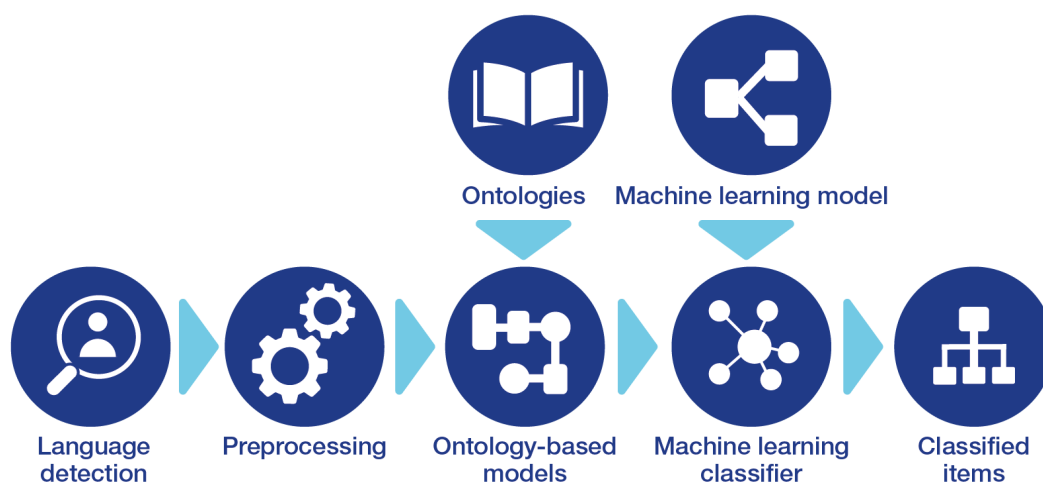 Ontologies
Machine learning model
Language
detection
Preprocessing
Ontology-based
models
Machine learning
classifier
Classified
items